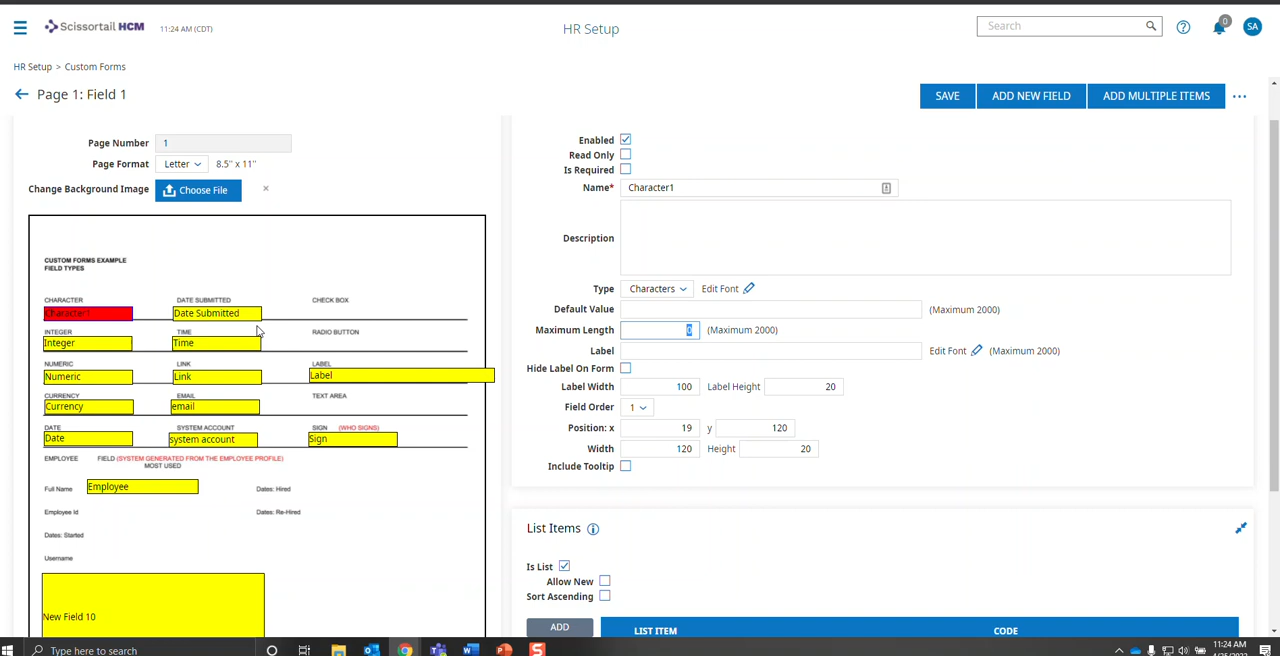 Scissortail HCM
11:24 AM (CDT)
HR Setup
Search
0
SA
HR Setup > Custom Forms
Page 1: Field 1
SAVE
ADD NEW FIELD
ADD MULTIPLE ITEMS
Page Number 1
Page Format Letter 8.5'' x 11''
Change Background Image Choose File
CUSTOM FORMS EXAMPLE
FIELD TYPES
CHARACTER DATE SUBMITTED CHECK BOX
Character1 Date Submitted
INTEGER TIME RADIO BUTTON
Integer Time
NUMERIC LINK LABEL
Numeric Link Label
CURRENCY EMAIL TEXT AREA
Currency email
DATE SYSTEM ACCOUNT SIGN (WHO SIGNS)
Date system account Sign
EMPLOYEE FIELD (SYSTEM GENERATED FROM THE EMPLOYEE PROFILE)
MOST USED
Full Name Employee Dates: Hired
Employee Id Dates: Re-Hired
Dates: Started
Username
New Field 10
Enabled
Read Only
Is Required
Name* Character1
Description
Type Characters Edit Font
Default Value (Maximum 2000)
Maximum Length 0 (Maximum 2000)
Label Edit Font (Maximum 2000)
Hide Label On Form
Label Width 100 Label Height 20
Field Order 1
Position: x 19 y 120
Width 120 Height 20
Include Tooltip
List Items
Is List
Allow New
Sort Ascending
ADD LIST ITEM CODE
Type here to search
11:24 AM